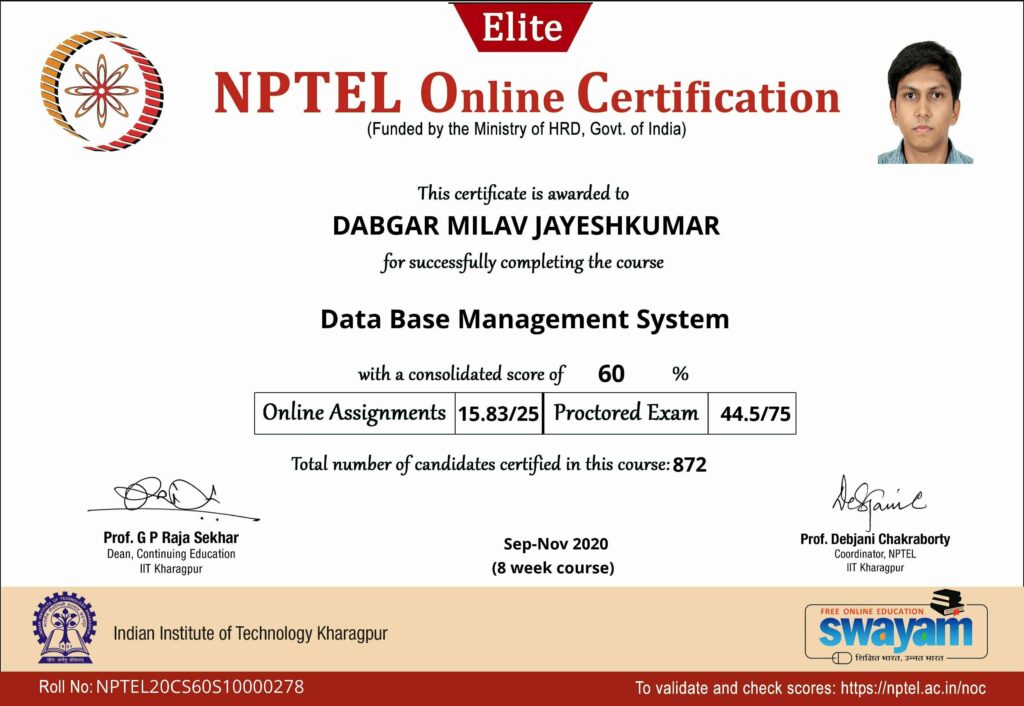 Elite
NPTEL Online Certification
(Funded by the Ministry of HRD, Govt. of India)
This certificate is awarded to
DABGAR MILAV JAYESHKUMAR
for successfully completing the course
Data Base Management System
with a consolidated score of 60 %
Online Assignments 15.83/25 Proctored Exam 44.5/75
Total number of candidates certified in this course: 872
Prof. G P Raja Sekhar
Dean, Continuing Education
IIT Kharagpur
Sep-Nov 2020
(8 week course)
Prof. Debjani Chakraborty
Coordinator, NPTEL
IIT Kharagpur
Indian Institute of Technology Kharagpur
FREE ONLINE EDUCATION
swayam
शिक्षित भारत, उन्नत भारत
Roll No: NPTEL20CS60S10000278
To validate and check scores: https://nptel.ac.in/noc